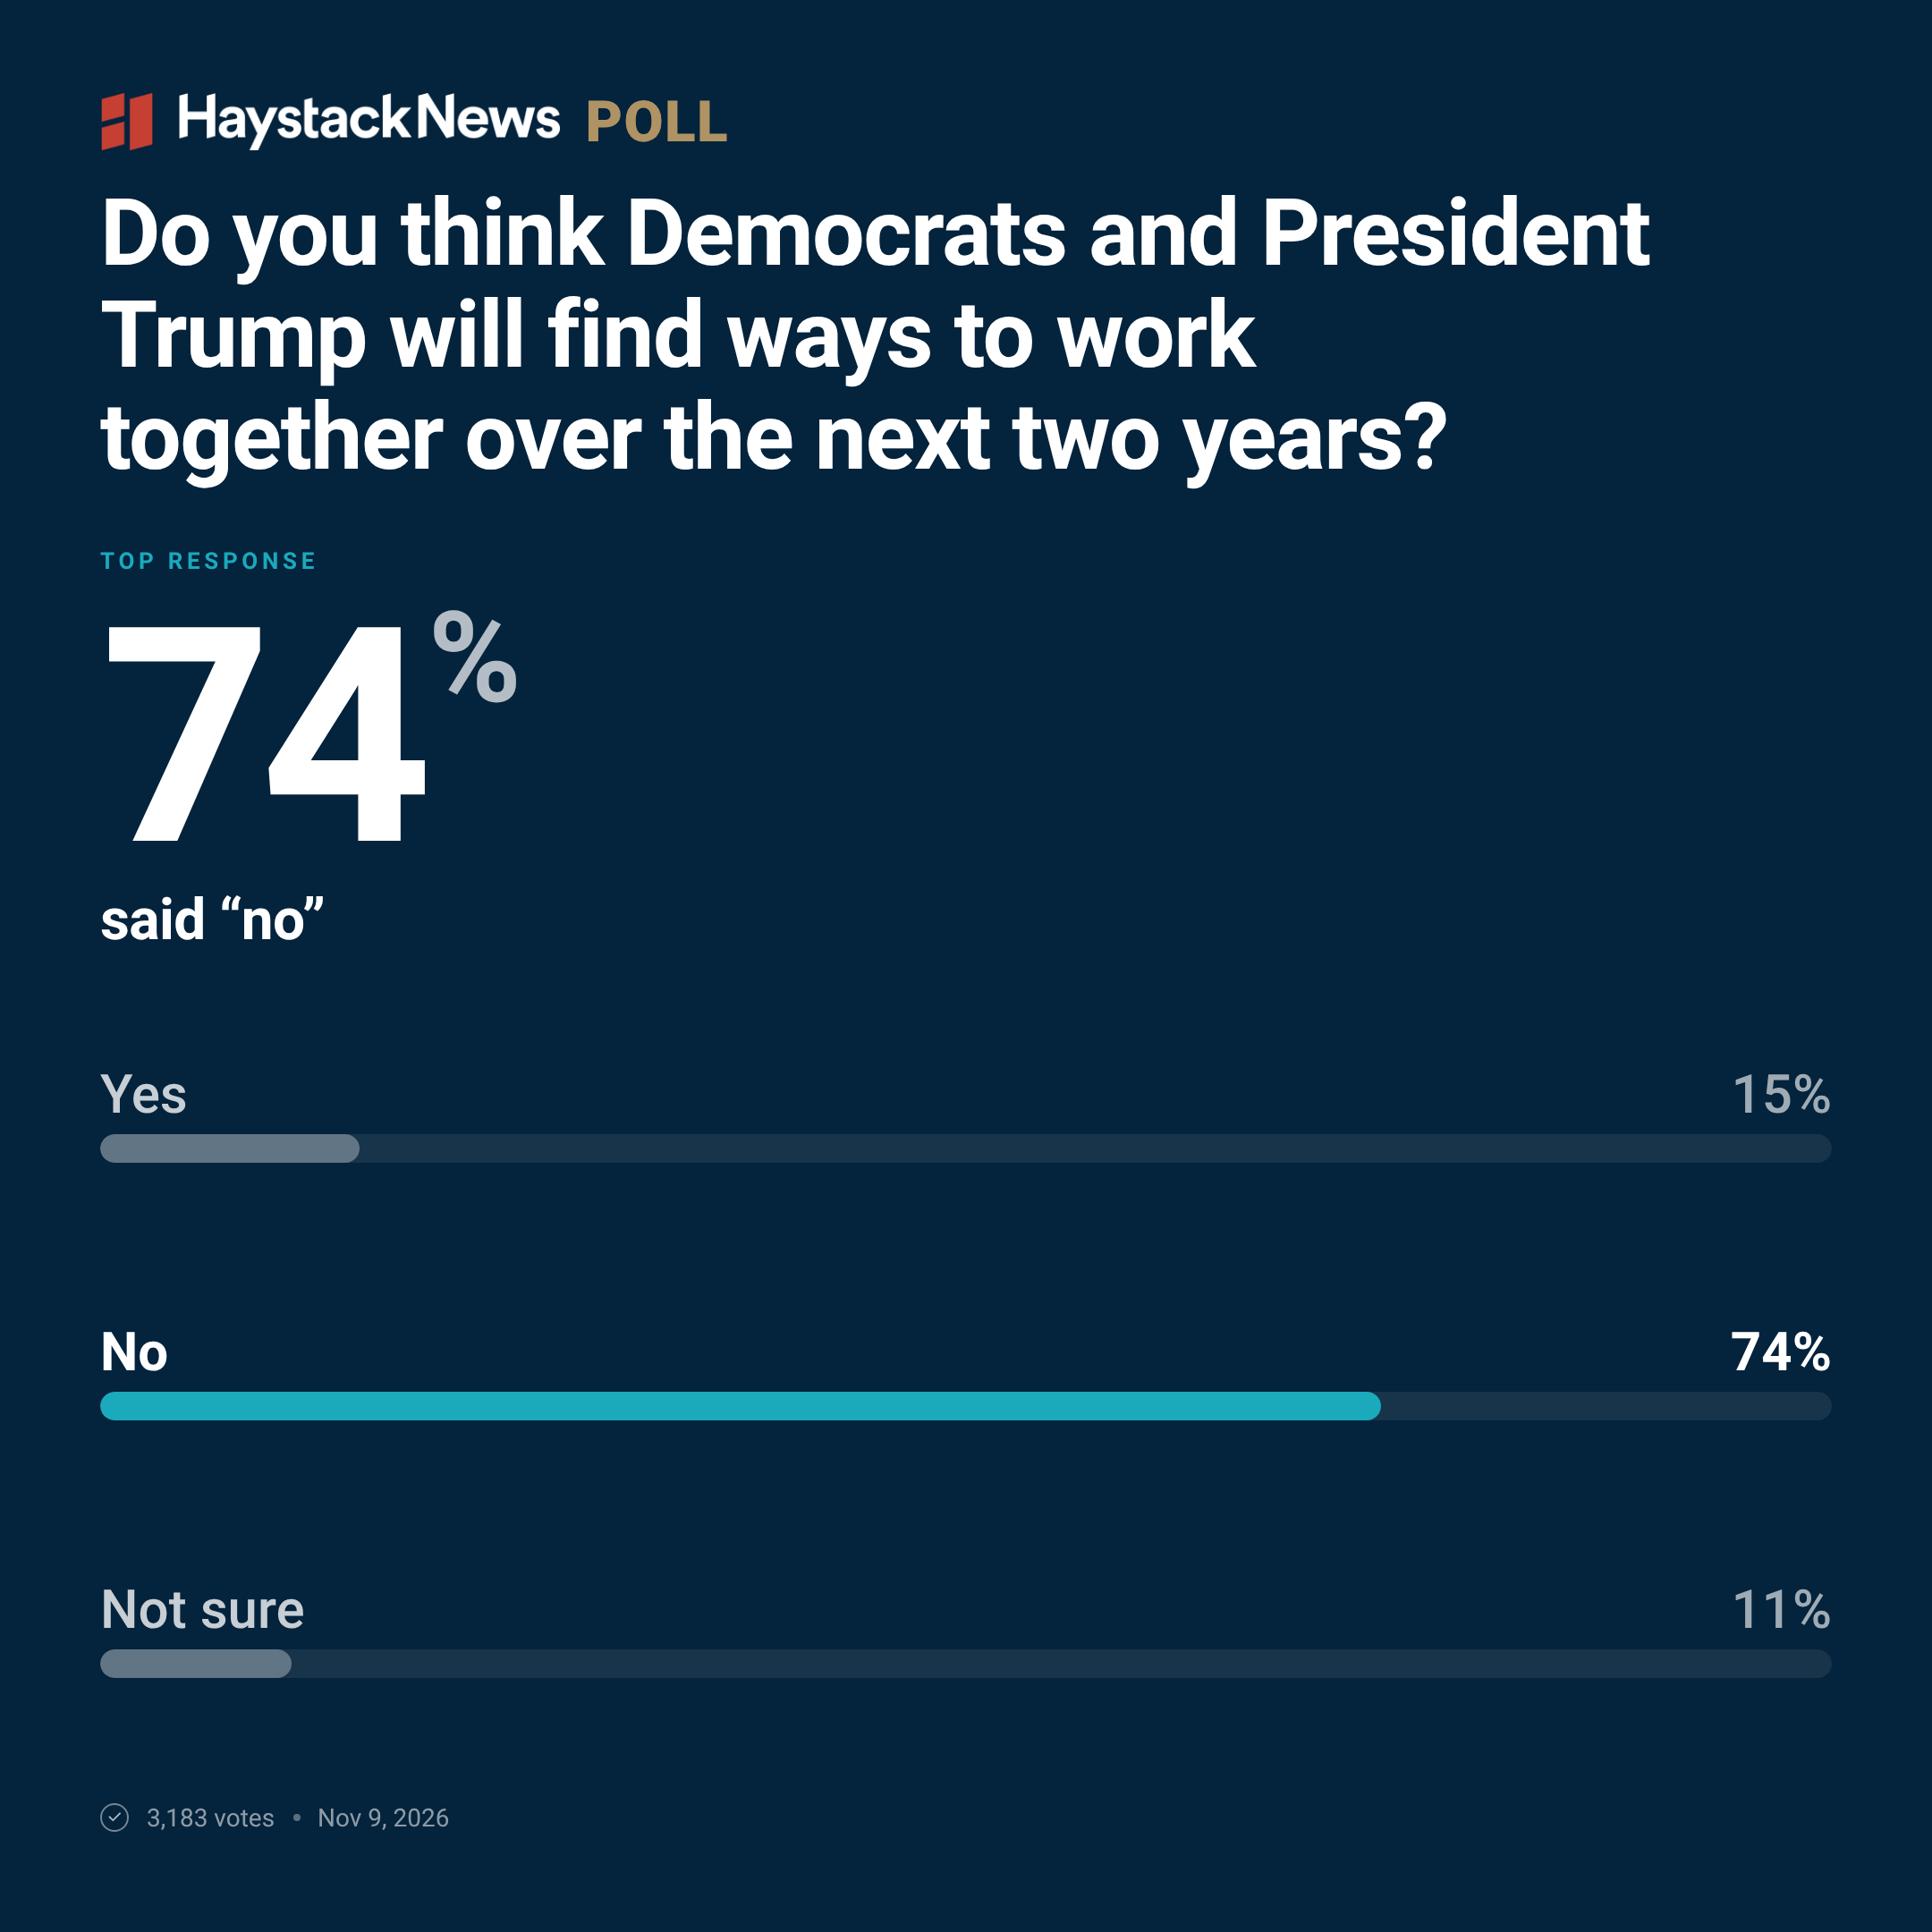 HaystackNews POLL
Do you think Democrats and President
Trump will find ways to work
together over the next two years?
TOP RESPONSE
74%
said “no”
Yes 15%
No 74%
Not sure 11%
3,183 votes • Nov 9, 2026